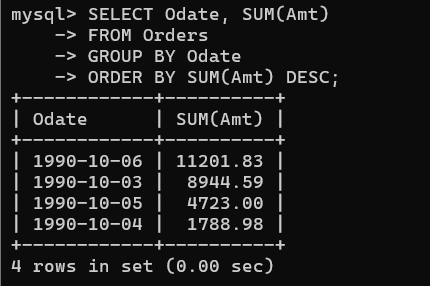 mysql> SELECT Odate, SUM(Amt)
    -> FROM Orders
    -> GROUP BY Odate
    -> ORDER BY SUM(Amt) DESC;
+------------+----------+
| Odate      | SUM(Amt) |
+------------+----------+
| 1990-10-06 | 11201.83 |
| 1990-10-03 |  8944.59 |
| 1990-10-05 |  4723.00 |
| 1990-10-04 |  1788.98 |
+------------+----------+
4 rows in set (0.00 sec)